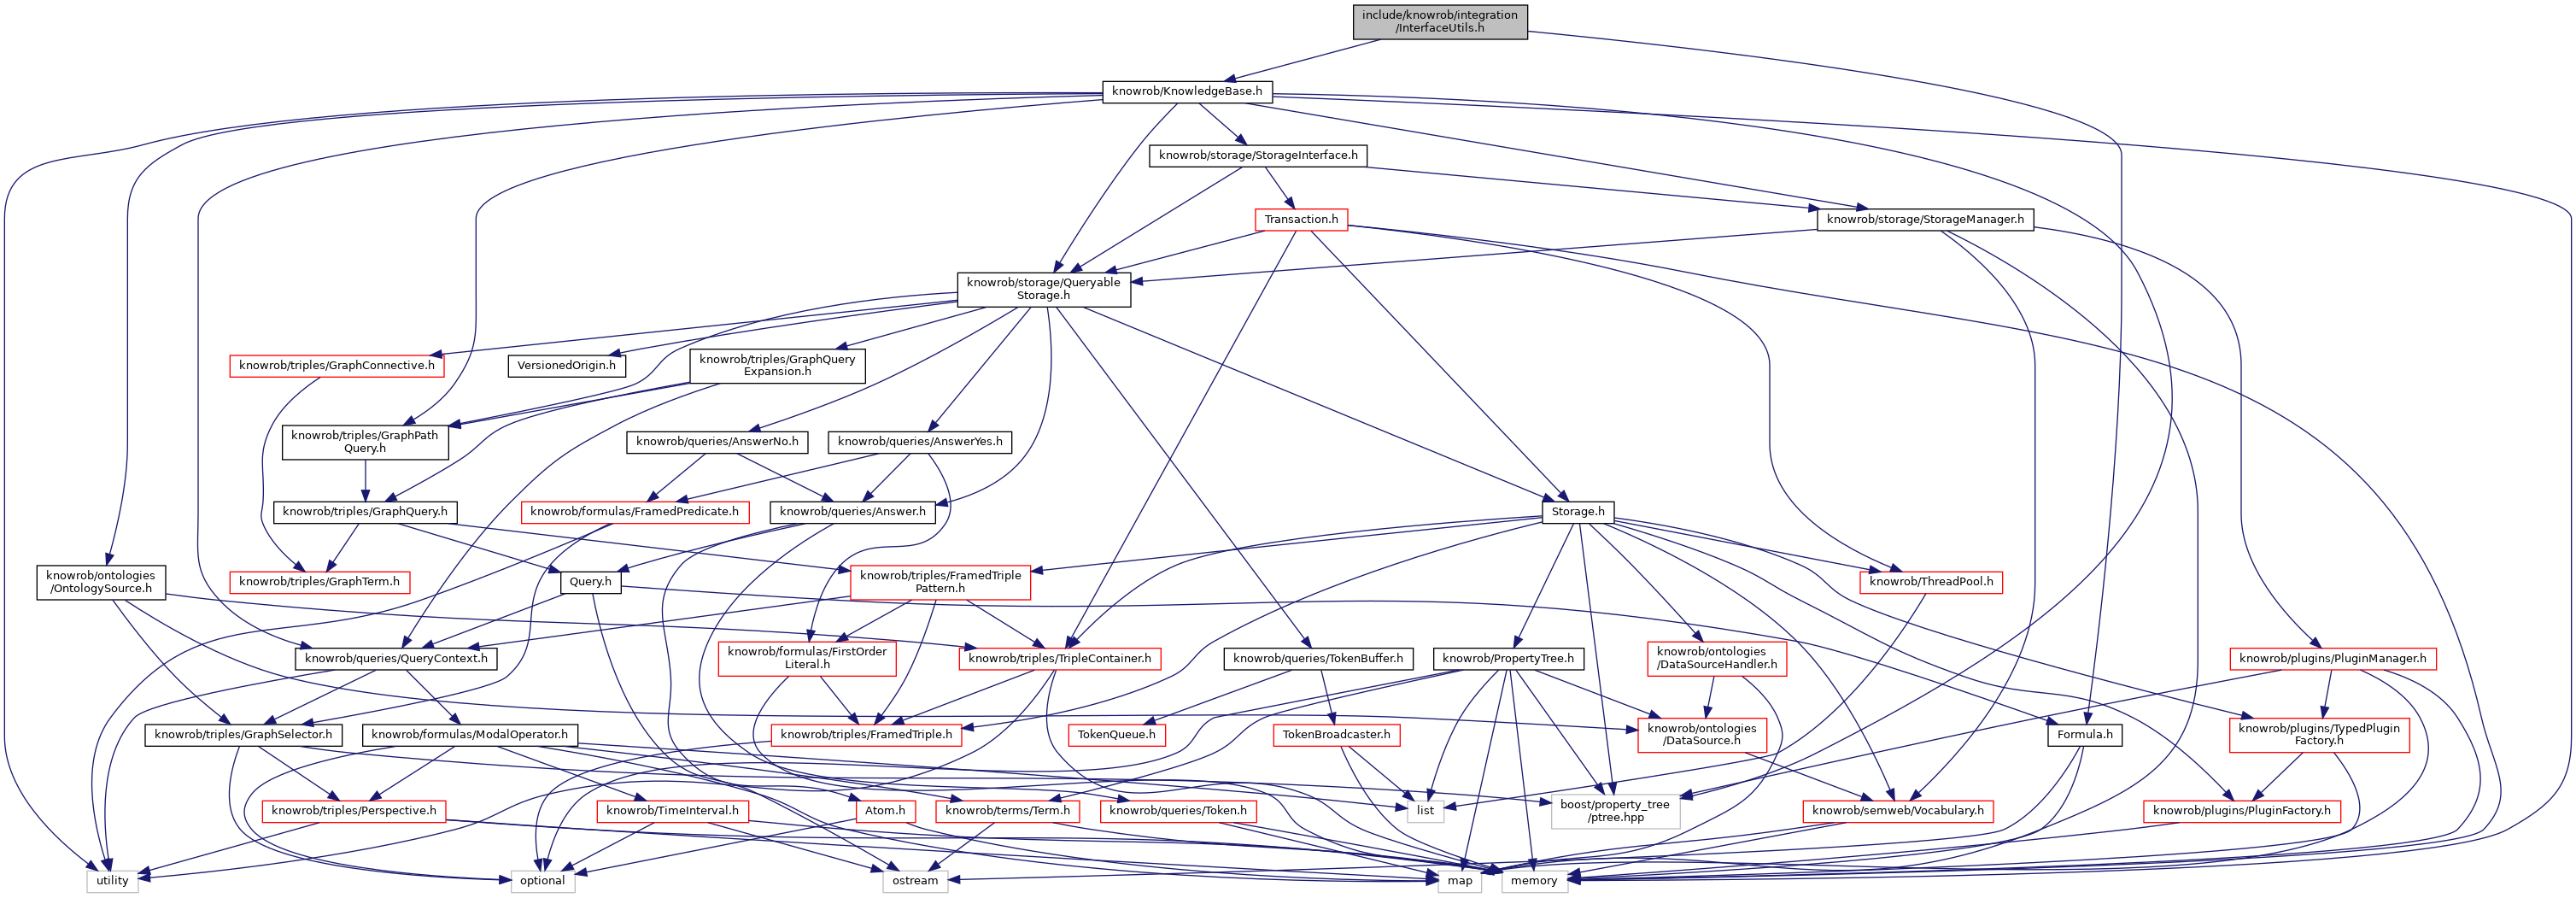 include/knowrob/integration
/InterfaceUtils.h
knowrob/KnowledgeBase.h
knowrob/storage/StorageInterface.h
Transaction.h
knowrob/storage/StorageManager.h
knowrob/storage/Queryable
Storage.h
knowrob/triples/GraphConnective.h
VersionedOrigin.h
knowrob/triples/GraphQuery
Expansion.h
knowrob/triples/GraphPath
Query.h
knowrob/queries/AnswerNo.h
knowrob/queries/AnswerYes.h
knowrob/triples/GraphQuery.h
knowrob/formulas/FramedPredicate.h
knowrob/queries/Answer.h
Storage.h
knowrob/ontologies
/OntologySource.h
knowrob/triples/GraphTerm.h
Query.h
knowrob/triples/FramedTriple
Pattern.h
knowrob/ThreadPool.h
knowrob/queries/QueryContext.h
knowrob/formulas/FirstOrder
Literal.h
knowrob/triples/TripleContainer.h
knowrob/queries/TokenBuffer.h
knowrob/PropertyTree.h
knowrob/ontologies
/DataSourceHandler.h
knowrob/plugins/PluginManager.h
knowrob/triples/GraphSelector.h
knowrob/formulas/ModalOperator.h
knowrob/triples/FramedTriple.h
TokenQueue.h
TokenBroadcaster.h
knowrob/ontologies
/DataSource.h
Formula.h
knowrob/plugins/TypedPlugin
Factory.h
knowrob/triples/Perspective.h
knowrob/TimeInterval.h
Atom.h
knowrob/terms/Term.h
knowrob/queries/Token.h
list
boost/property_tree
/ptree.hpp
knowrob/semweb/Vocabulary.h
knowrob/plugins/PluginFactory.h
utility
optional
ostream
map
memory